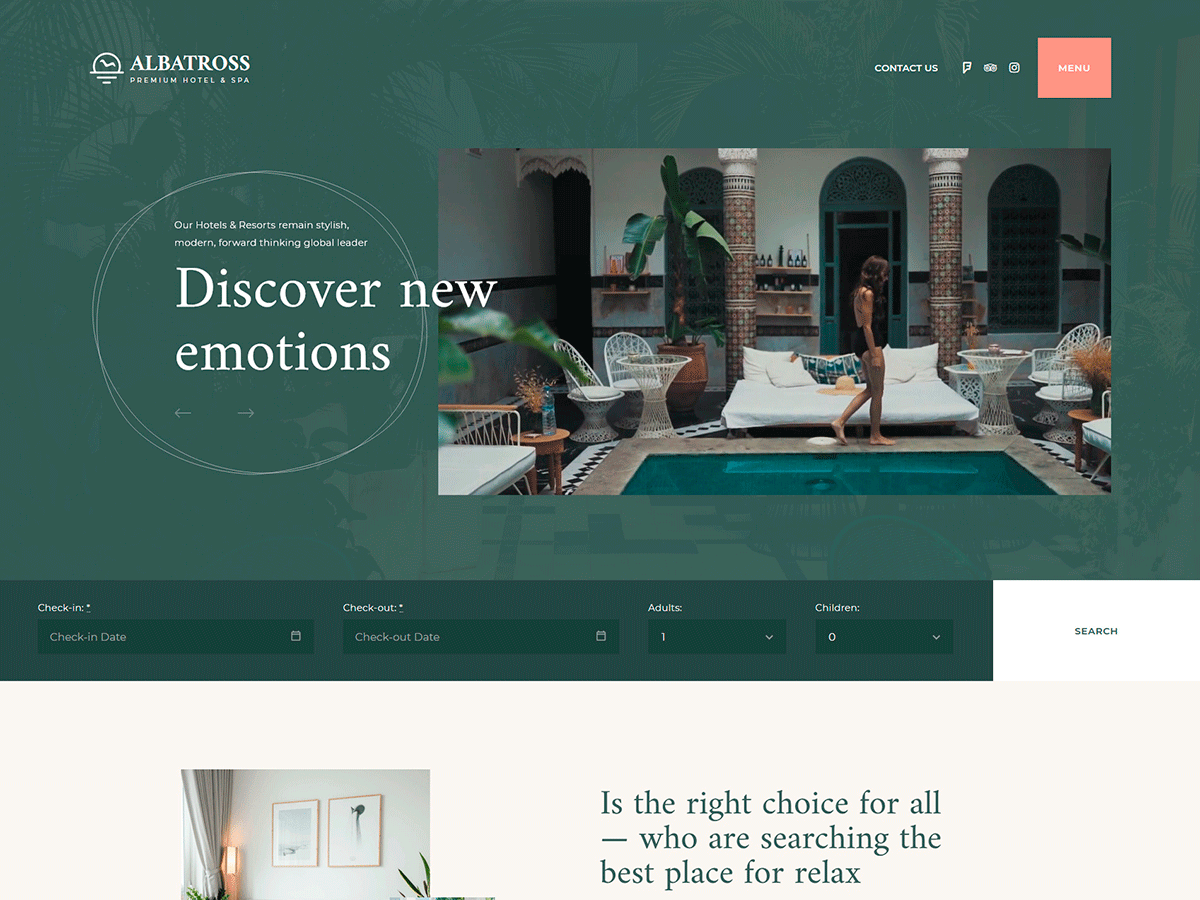 ALBATROSS
PREMIUM HOTEL & SPA
CONTACT US
MENU
Our Hotels & Resorts remain stylish,
modern, forward thinking global leader
Discover new
emotions
Check-in: *
Check-in Date
Check-out: *
Check-out Date
Adults:
1
Children:
0
SEARCH
Is the right choice for all
— who are searching the
best place for relax